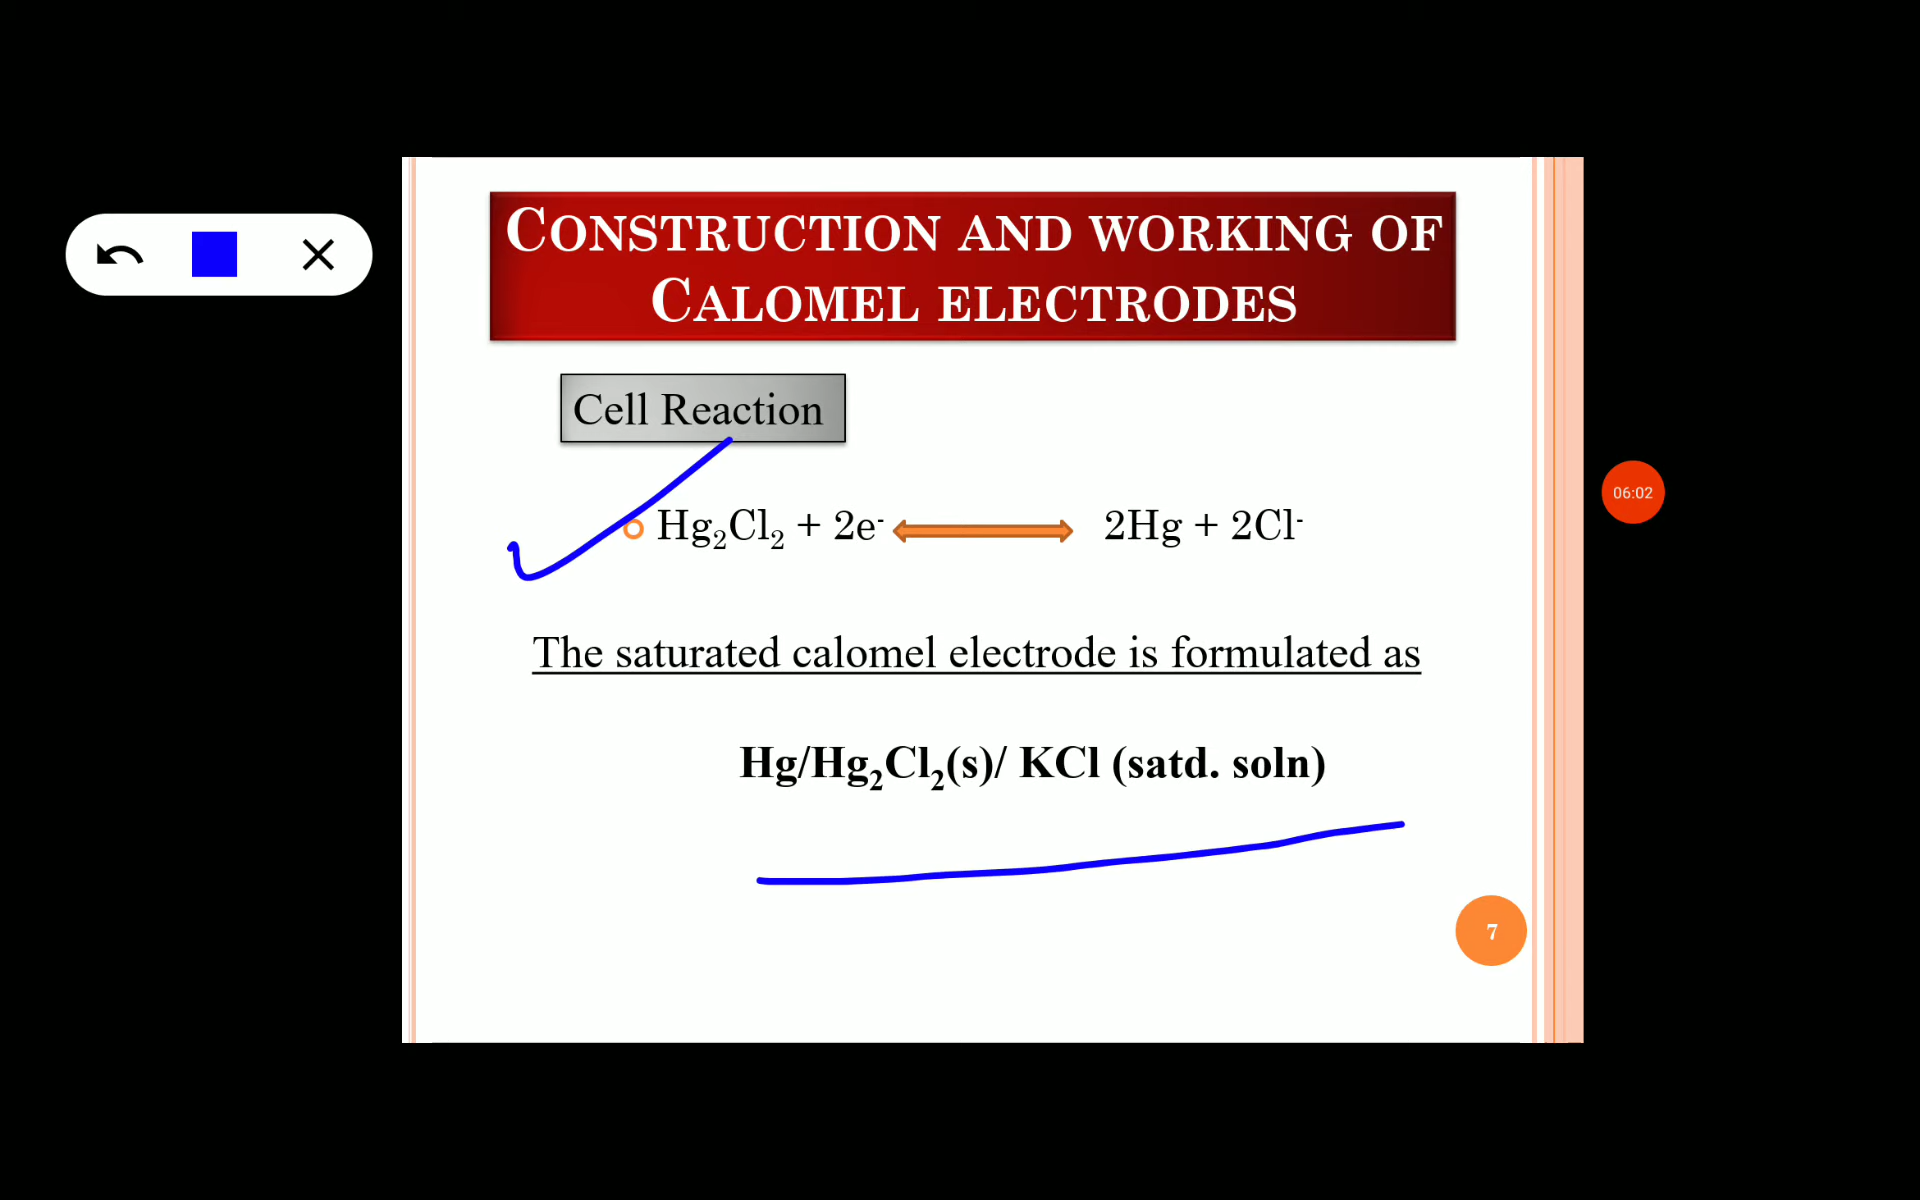 CONSTRUCTION AND WORKING OF
CALOMEL ELECTRODES
Cell Reaction
Hg₂Cl₂ + 2e⁻ ⟷ 2Hg + 2Cl⁻
06:02
The saturated calomel electrode is formulated as
Hg/Hg₂Cl₂(s)/ KCl (satd. soln)
7